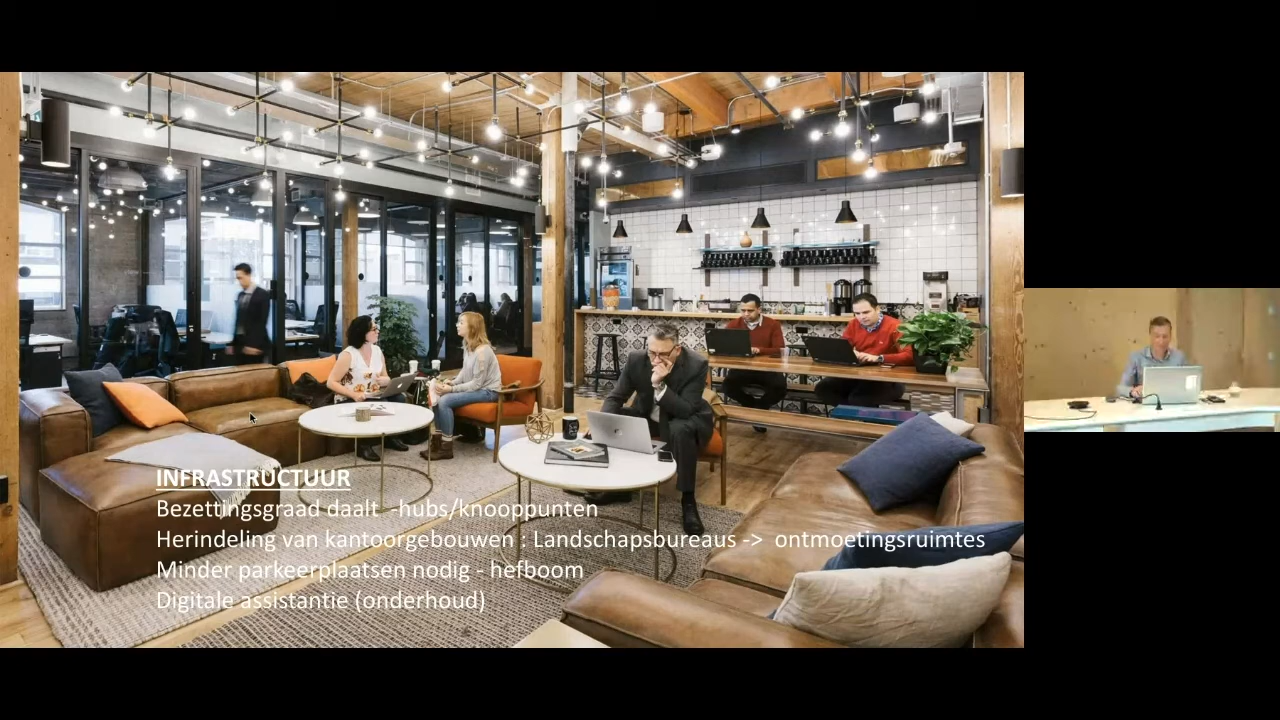 INFRASTRUCTUUR
Bezettingsgraad daalt -hubs/knooppunten
Herindeling van kantoorgebouwen : Landschapsbureaus -> ontmoetingsruimtes
Minder parkeerplaatsen nodig - hefboom
Digitale assistantie (onderhoud)